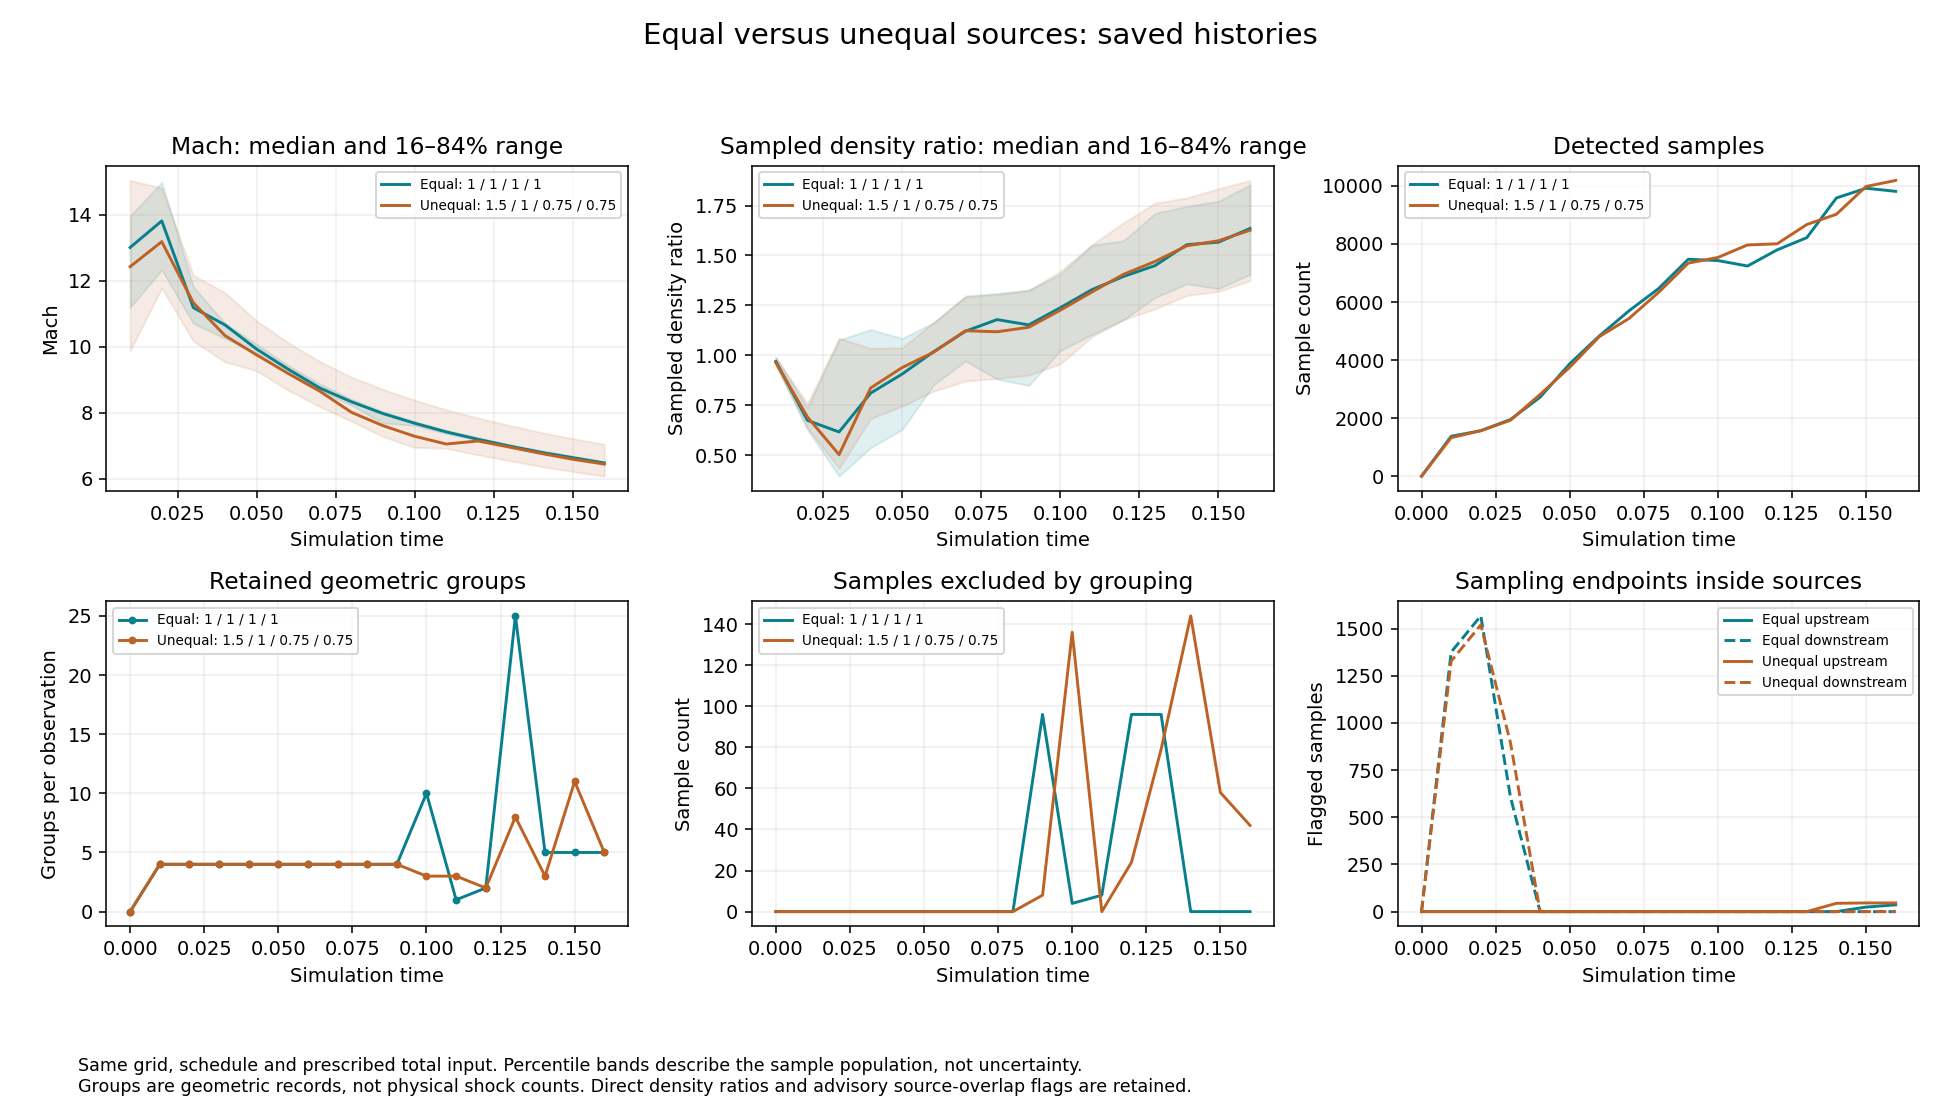 Equal versus unequal sources: saved histories
Mach: median and 16–84% range
Equal: 1 / 1 / 1 / 1
Unequal: 1.5 / 1 / 0.75 / 0.75
Mach
14
12
10
8
6
0.025 0.050 0.075 0.100 0.125 0.150
Simulation time
Sampled density ratio: median and 16–84% range
Equal: 1 / 1 / 1 / 1
Unequal: 1.5 / 1 / 0.75 / 0.75
Sampled density ratio
1.75
1.50
1.25
1.00
0.75
0.50
0.025 0.050 0.075 0.100 0.125 0.150
Simulation time
Detected samples
Equal: 1 / 1 / 1 / 1
Unequal: 1.5 / 1 / 0.75 / 0.75
Sample count
10000
8000
6000
4000
2000
0
0.000 0.025 0.050 0.075 0.100 0.125 0.150
Simulation time
Retained geometric groups
Equal: 1 / 1 / 1 / 1
Unequal: 1.5 / 1 / 0.75 / 0.75
Groups per observation
25
20
15
10
5
0
0.000 0.025 0.050 0.075 0.100 0.125 0.150
Simulation time
Samples excluded by grouping
Equal: 1 / 1 / 1 / 1
Unequal: 1.5 / 1 / 0.75 / 0.75
Sample count
140
120
100
80
60
40
20
0
0.000 0.025 0.050 0.075 0.100 0.125 0.150
Simulation time
Sampling endpoints inside sources
Equal upstream
Equal downstream
Unequal upstream
Unequal downstream
Flagged samples
1500
1250
1000
750
500
250
0
0.000 0.025 0.050 0.075 0.100 0.125 0.150
Simulation time
Same grid, schedule and prescribed total input. Percentile bands describe the sample population, not uncertainty.
Groups are geometric records, not physical shock counts. Direct density ratios and advisory source-overlap flags are retained.